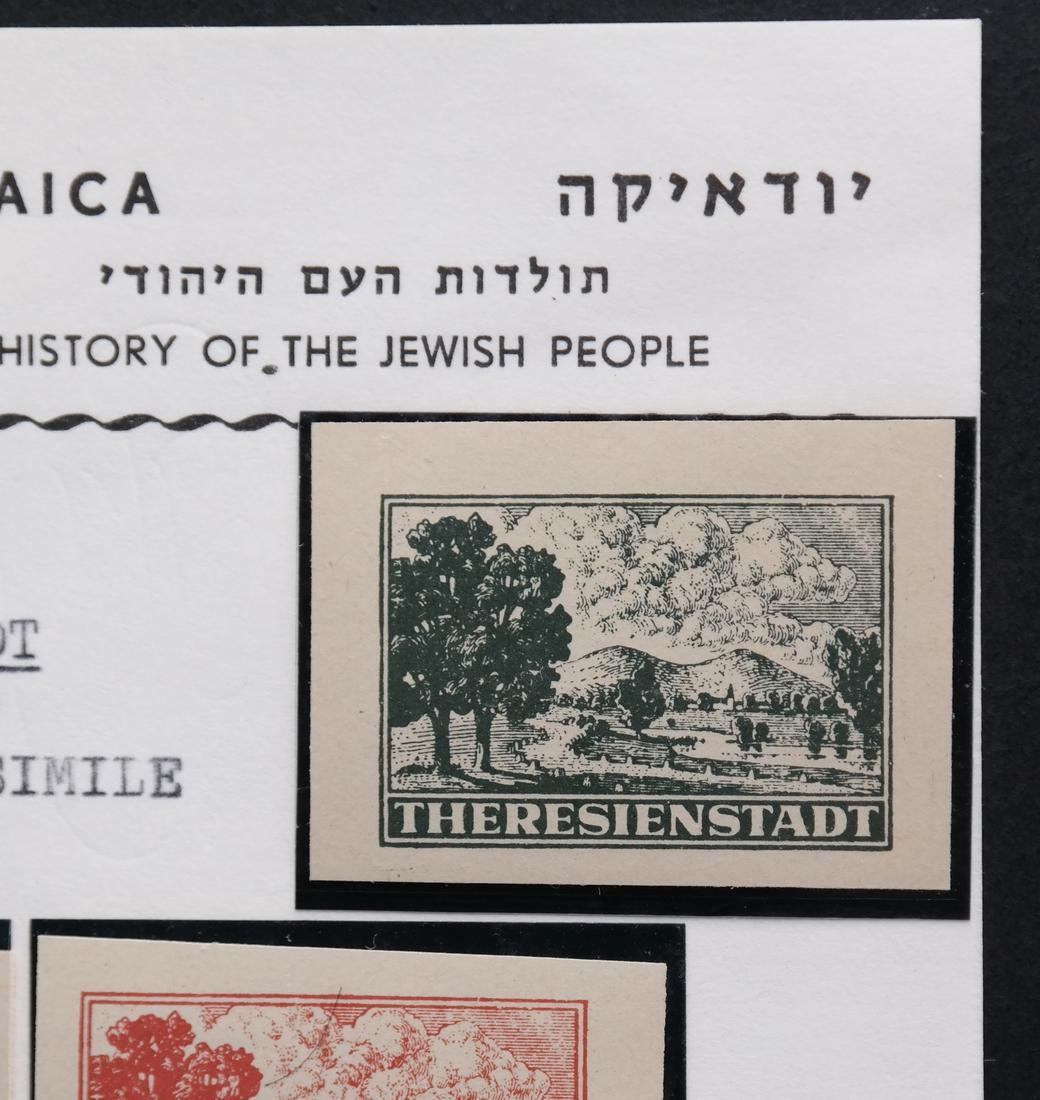 AICA יודאיקה
תולדות העם היהודי
HISTORY OF THE JEWISH PEOPLE
DT
SIMILE
THERESIENSTADT